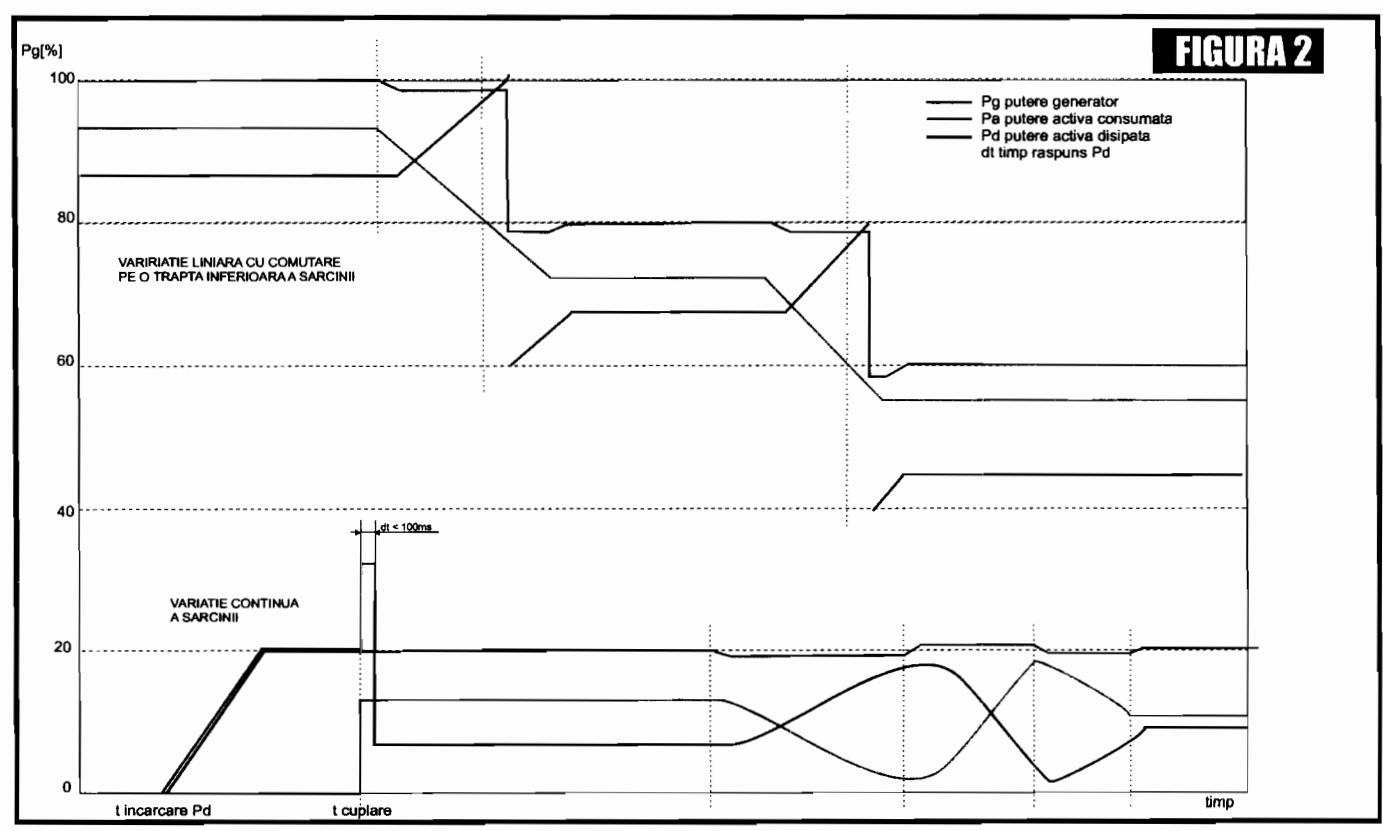 FIGURA 2
Pg[%]
100
Pg putere generator
Pa putere activa consumata
Pd putere activa disipata
dt timp raspuns Pd
80
VARIRIATIE LINIARA CU COMUTARE
PE O TRAPTA INFERIOARA A SARCINII
60
40
dt < 100ms
VARIATIE CONTINUA
A SARCINII
20
0
t incarcare Pd
t cuplare
timp